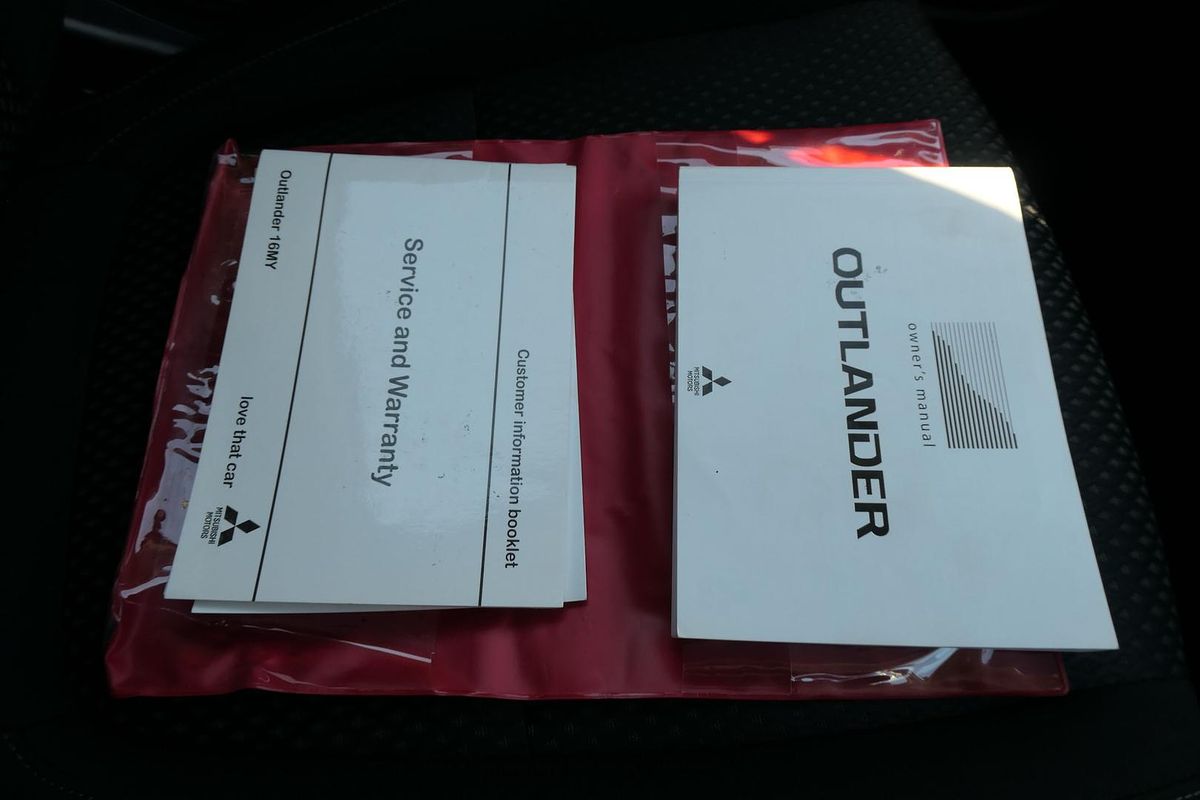 Customer information booklet
Service and Warranty
Outlander 16MY
love that car
MITSUBISHI
MOTORS
owner's manual
OUTLANDER
MITSUBISHI
MOTORS